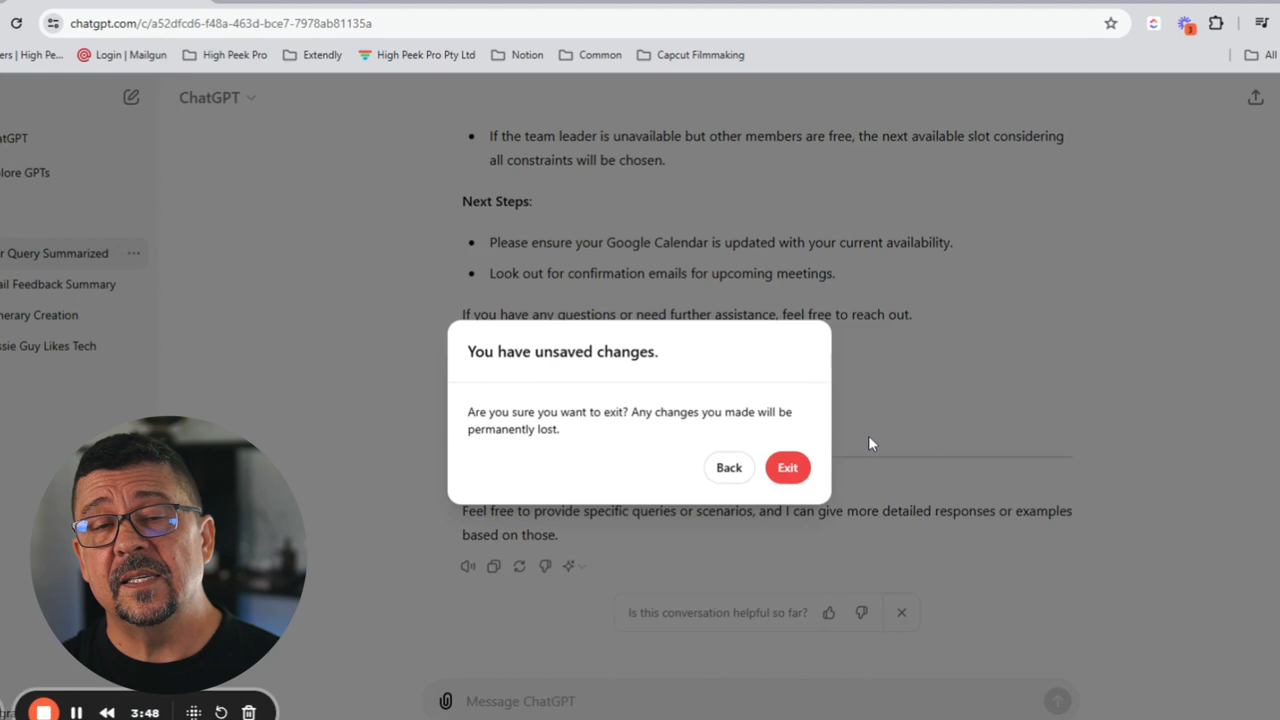 chatgpt.com/c/a52dfcd6-f48a-463d-bce7-7978ab81135a
3
ers | High Pe... Login | Mailgun High Peek Pro Extendly High Peek Pro Pty Ltd Notion Common Capcut Filmmaking All
ChatGPT
atGPT
lore GPTs
r Query Summarized ...
ail Feedback Summary
nerary Creation
ssie Guy Likes Tech
• If the team leader is unavailable but other members are free, the next available slot considering
all constraints will be chosen.
Next Steps:
• Please ensure your Google Calendar is updated with your current availability.
• Look out for confirmation emails for upcoming meetings.
If you have any questions or need further assistance, feel free to reach out.
You have unsaved changes.
Are you sure you want to exit? Any changes you made will be
permanently lost.
Back Exit
Feel free to provide specific queries or scenarios, and I can give more detailed responses or examples
based on those.
Is this conversation helpful so far?
Message ChatGPT
3:48